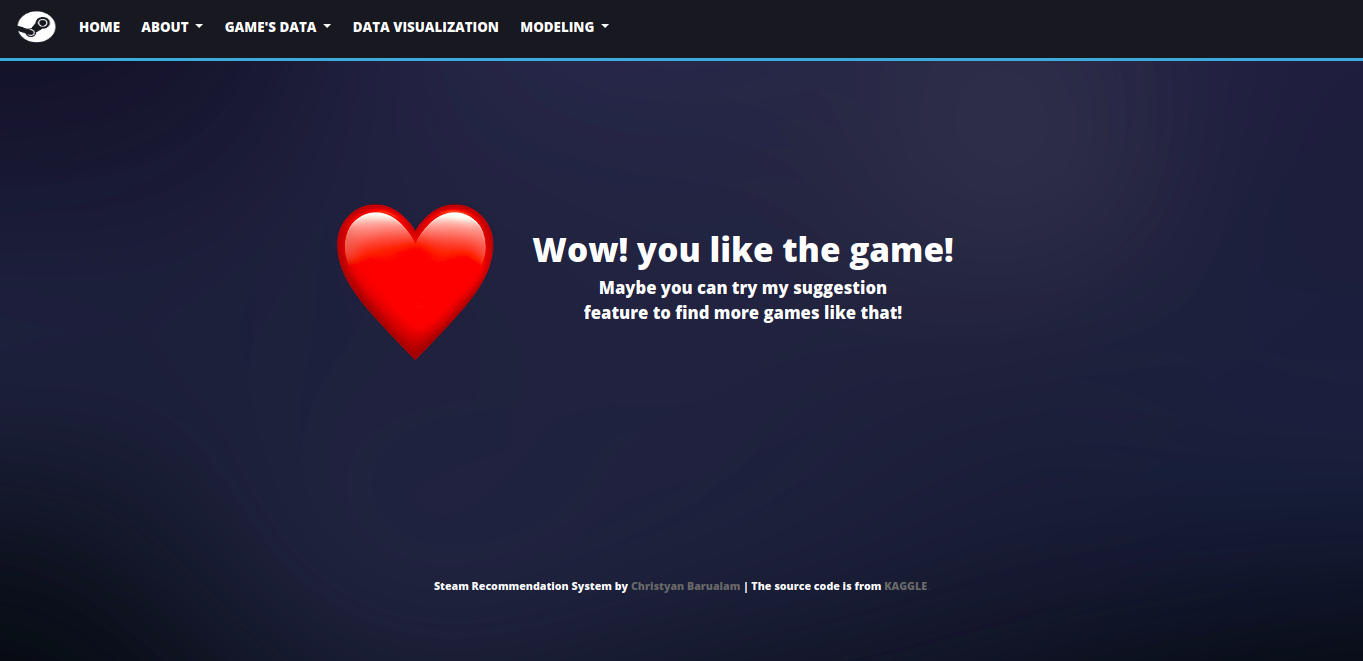 HOME ABOUT GAME'S DATA DATA VISUALIZATION MODELING
Wow! you like the game!
Maybe you can try my suggestion
feature to find more games like that!
Steam Recommendation System by Christyan Barualam | The source code is from KAGGLE